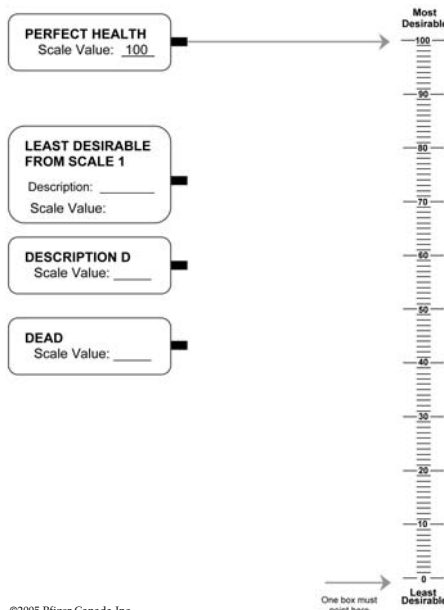 PERFECT HEALTH
Scale Value: 100
LEAST DESIRABLE
FROM SCALE 1
Description:
Scale Value:
DESCRIPTION D
Scale Value:
DEAD
Scale Value:
Most
Desirable
100
90
80
70
60
50
40
30
20
10
0
Least
Desirable
One box must
point here
©2005 Pfizer Canada Inc.